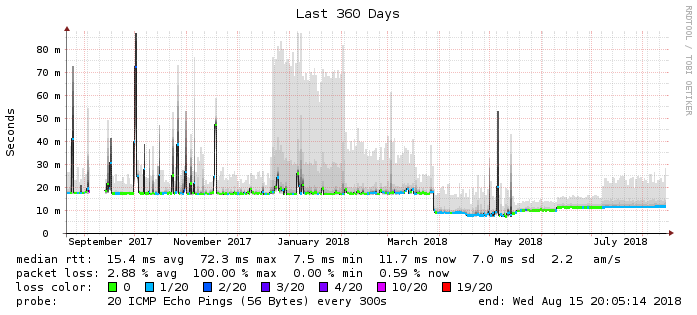 Last 360 Days
RRDTOOL / TOBI OETIKER
Seconds
80 m
70 m
60 m
50 m
40 m
30 m
20 m
10 m
0
September 2017 November 2017 January 2018 March 2018 May 2018 July 2018
median rtt: 15.4 ms avg 72.3 ms max 7.5 ms min 11.7 ms now 7.0 ms sd 2.2 am/s
packet loss: 2.88 % avg 100.00 % max 0.00 % min 0.59 % now
loss color: 0 1/20 2/20 3/20 4/20 10/20 19/20
probe: 20 ICMP Echo Pings (56 Bytes) every 300s end: Wed Aug 15 20:05:14 2018